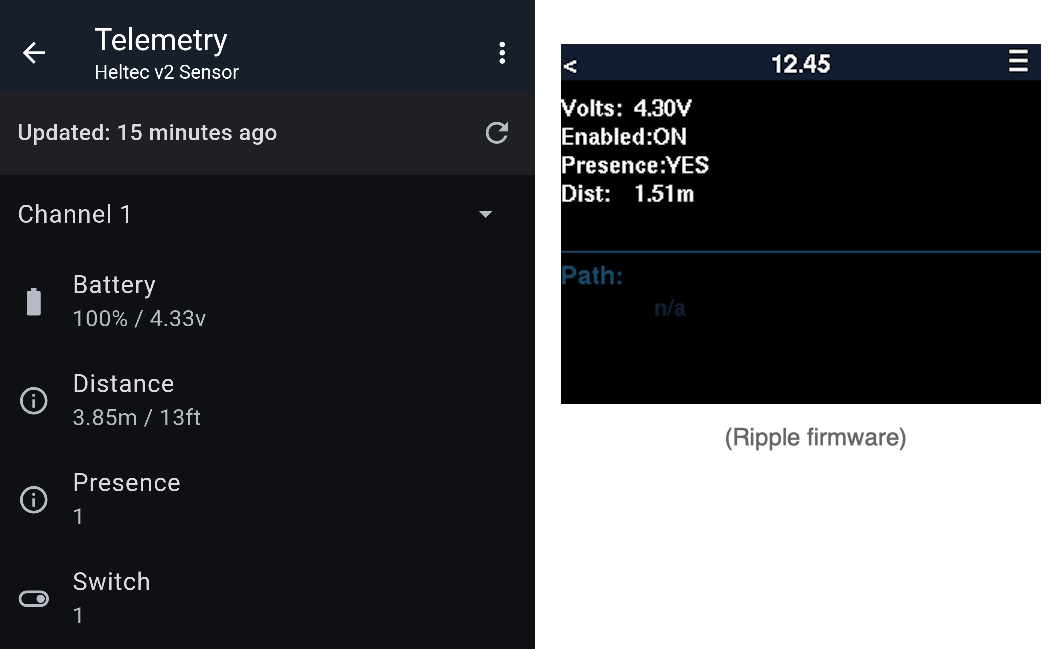 Telemetry
Heltec v2 Sensor
Updated: 15 minutes ago
Channel 1
Battery
100% / 4.33v
Distance
3.85m / 13ft
Presence
1
Switch
1
< 12.45
Volts: 4.30V
Enabled:ON
Presence:YES
Dist: 1.51m
Path:
n/a
(Ripple firmware)